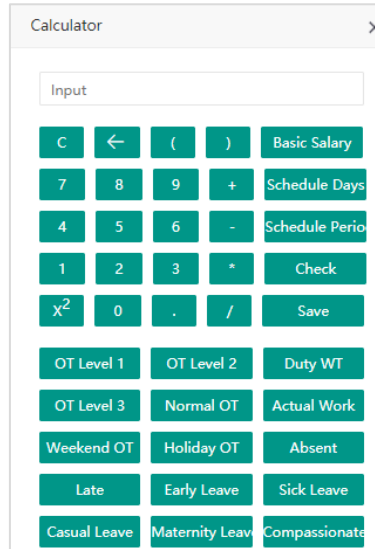 Calculator ×
Input
C ← ( ) Basic Salary
7 8 9 + Schedule Days
4 5 6 - Schedule Perio
1 2 3 * Check
X² 0 . / Save
OT Level 1 OT Level 2 Duty WT
OT Level 3 Normal OT Actual Work
Weekend OT Holiday OT Absent
Late Early Leave Sick Leave
Casual Leave Maternity Leav Compassionate